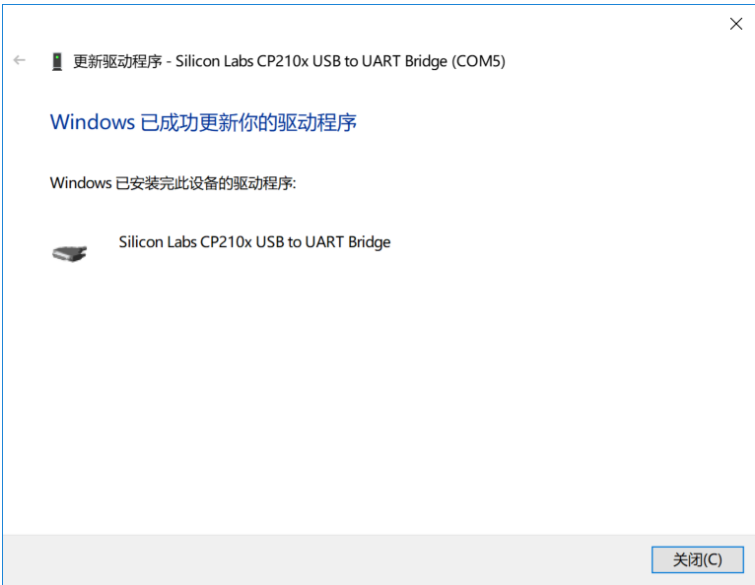 更新驱动程序 - Silicon Labs CP210x USB to UART Bridge (COM5)
Windows 已成功更新你的驱动程序
Windows 已安装完此设备的驱动程序:
Silicon Labs CP210x USB to UART Bridge
关闭(C)